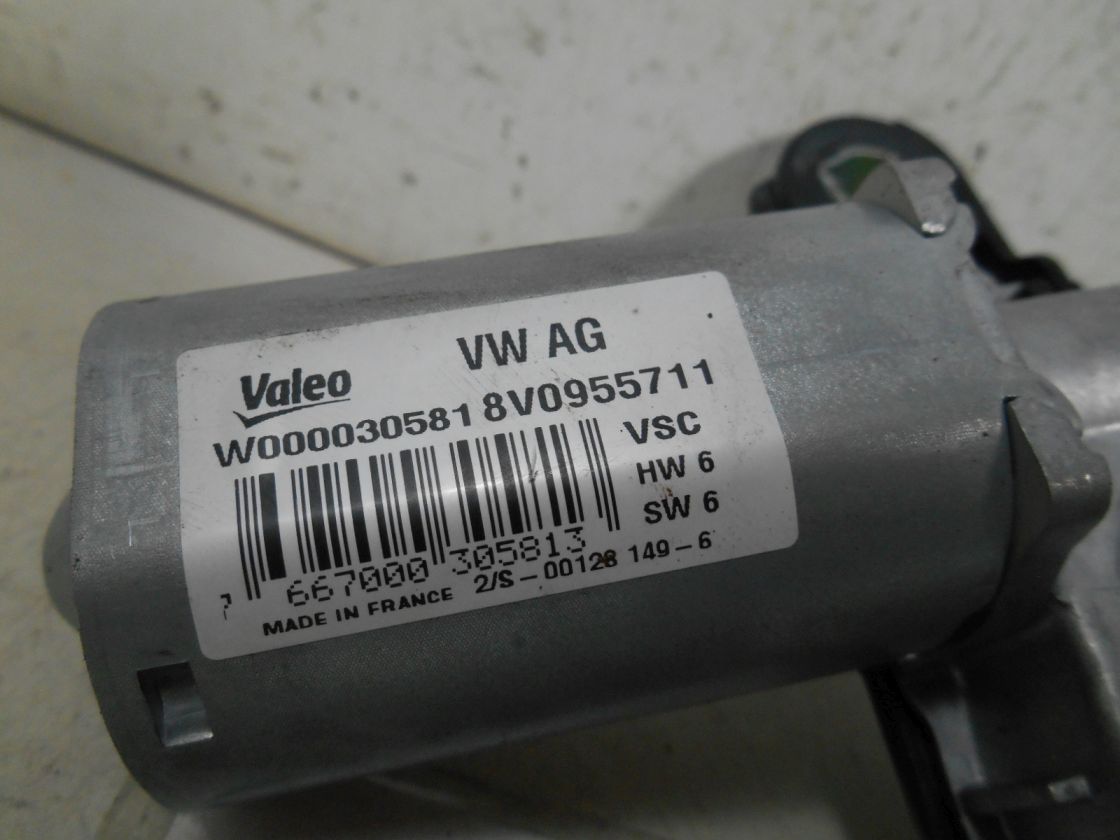 VW AG
Valeo
W000030581 8V0955711
VSC
HW 6
SW 6
7 667000 305813
MADE IN FRANCE 2/S-00128 149-6